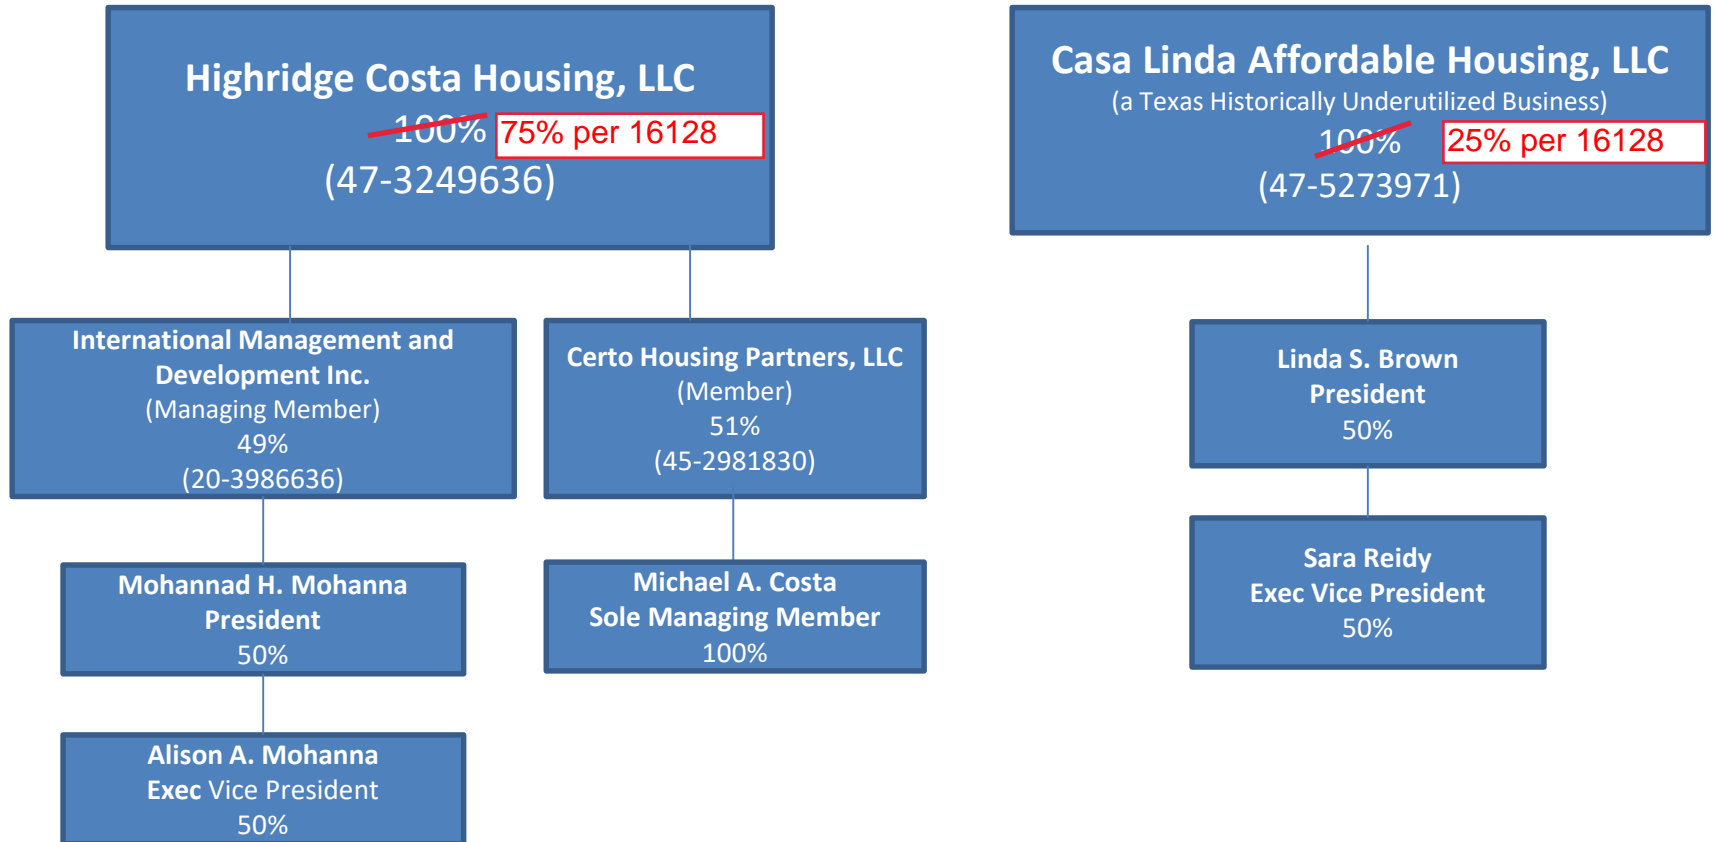 Highridge Costa Housing, LLC
100% 75% per 16128
(47-3249636)
International Management and
Development Inc.
(Managing Member)
49%
(20-3986636)
Mohannad H. Mohanna
President
50%
Alison A. Mohanna
Exec Vice President
50%
Certo Housing Partners, LLC
(Member)
51%
(45-2981830)
Michael A. Costa
Sole Managing Member
100%
Casa Linda Affordable Housing, LLC
(a Texas Historically Underutilized Business)
100% 25% per 16128
(47-5273971)
Linda S. Brown
President
50%
Sara Reidy
Exec Vice President
50%